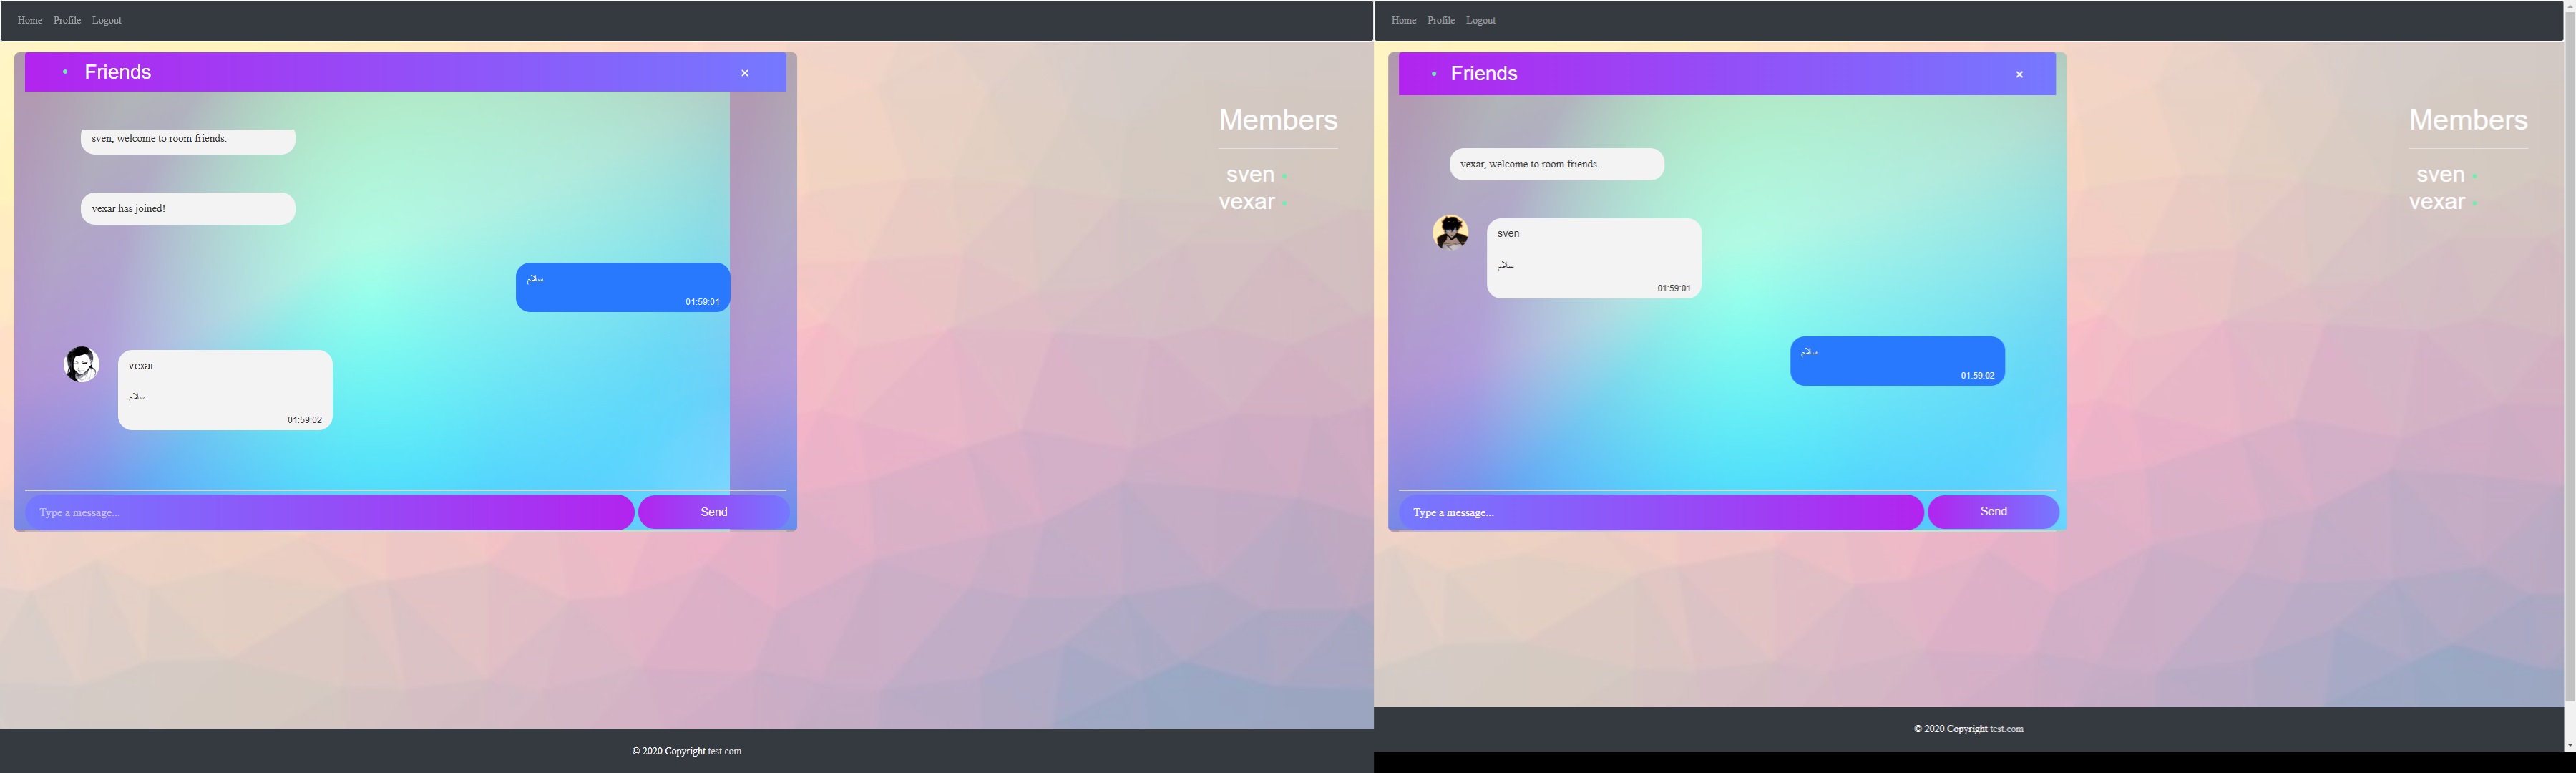 Home Profile Logout
Friends ×
sven, welcome to room friends.
vexar has joined!
سلام
01:59:01
vexar
سلام
01:59:02
Type a message...
Send
Members
sven
vexar
© 2020 Copyright test.com
Home Profile Logout
Friends ×
vexar, welcome to room friends.
sven
سلام
01:59:01
سلام
01:59:02
Type a message...
Send
Members
sven
vexar
© 2020 Copyright test.com